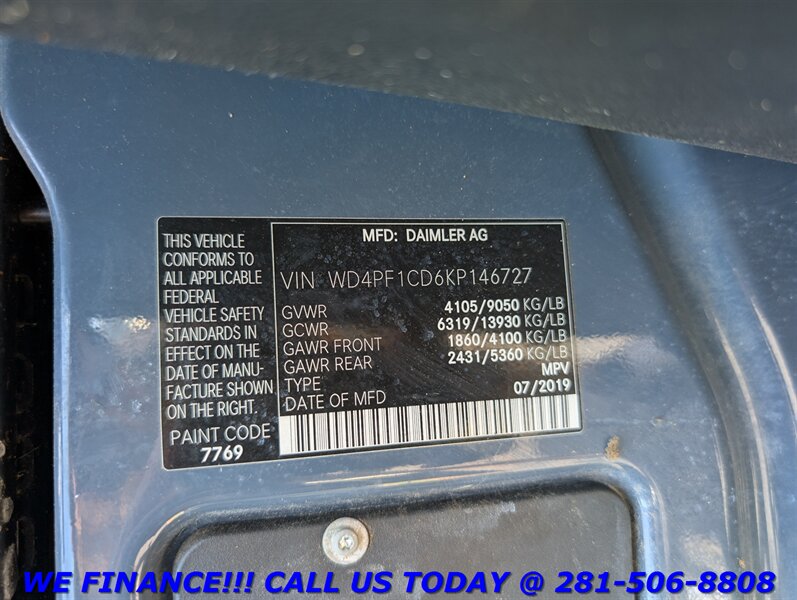 THIS VEHICLE
CONFORMS TO
ALL APPLICABLE
FEDERAL
VEHICLE SAFETY
STANDARDS IN
EFFECT ON THE
DATE OF MANU-
FACTURE SHOWN
ON THE RIGHT.
PAINT CODE
7769
MFD: DAIMLER AG
VIN WD4PF1CD6KP146727
GVWR 4105/9050 KG/LB
GCWR 6319/13930 KG/LB
GAWR FRONT 1860/4100 KG/LB
GAWR REAR 2431/5360 KG/LB
TYPE MPV
DATE OF MFD 07/2019
WE FINANCE!!! CALL US TODAY @ 281-506-8808